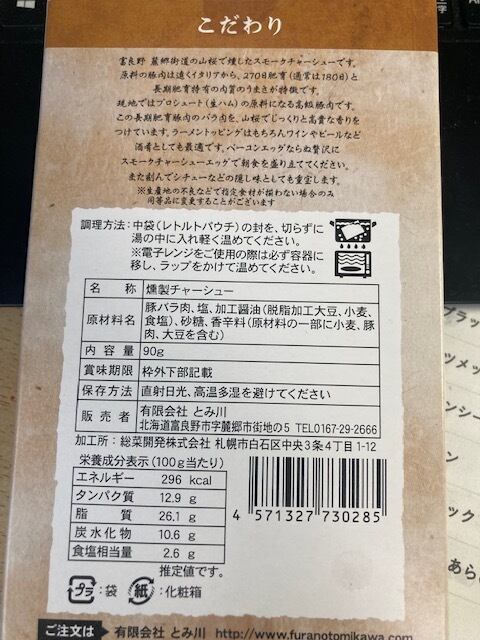 こだわり
富良野 麓郷街道の山桜で燻したスモークチャーシューです。
原料の豚肉は遠くイタリアから、270日肥育(通常は180日)と
長期肥育特有の肉質のうまさが特徴です。
現地ではプロシュート(生ハム)の原料になる高級豚肉です。
この長期肥育豚肉のバラ肉を、山桜でじっくりと高貴な香りを
つけています。ラーメントッピングはもちろんワインやビールなど
酒肴としても最適です。ベーコンエッグならぬ贅沢に
スモークチャーシューエッグで朝食を盛り立ててください。
また刻んでシチューなどの隠し味としても重宝します。
※生産地の不良などで指定食材が揃わない場合のみ
同等品に変更することがございます
調理方法:中袋(レトルトパウチ)の封を、切らずに
湯の中に入れ軽く温めてください。
※電子レンジをご使用の際は必ず容器に
移し、ラップをかけて温めてください。
名 称 燻製チャーシュー
原材料名 豚バラ肉、塩、加工醤油(脱脂加工大豆、小麦、
食塩)、砂糖、香辛料(原材料の一部に小麦、豚
肉、大豆を含む)
内 容 量 90g
賞味期限 枠外下部記載
保存方法 直射日光、高温多湿を避けてください。
販 売 者 有限会社 とみ川
北海道富良野市字麓郷市街地の5 TEL0167-29-2666
加工所:総菜開発株式会社 札幌市白石区中央3条4丁目1-12
栄養成分表示(100g当たり)
エネルギー 296 kcal
タンパク質 12.9 g
脂 質 26.1 g
炭水化物 10.6 g
食塩相当量 2.6 g
推定値です。
4 571327 730285
プラ:袋 紙:化粧箱
ご注文は 有限会社 とみ川 http://www.furanotomikawa.com
ブラッ
ンシー
ン
ック
あら